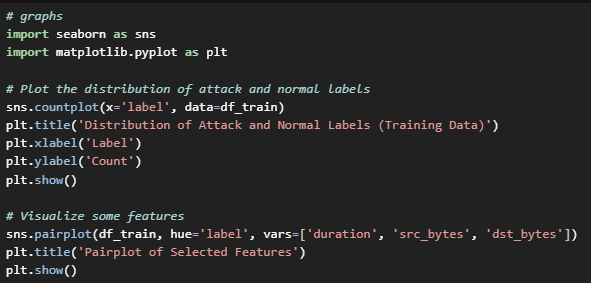 # graphs
import seaborn as sns
import matplotlib.pyplot as plt
# Plot the distribution of attack and normal labels
sns.countplot(x='label', data=df_train)
plt.title('Distribution of Attack and Normal Labels (Training Data)')
plt.xlabel('Label')
plt.ylabel('Count')
plt.show()
# Visualize some features
sns.pairplot(df_train, hue='label', vars=['duration', 'src_bytes', 'dst_bytes'])
plt.title('Pairplot of Selected Features')
plt.show()